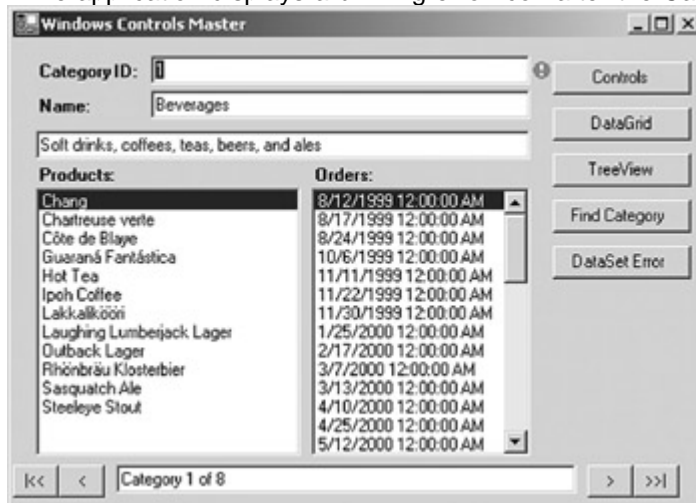 Windows Controls Master
Category ID: 1
Controls
Name: Beverages
DataGrid
Soft drinks, coffees, teas, beers, and ales
TreeView
Find Category
DataSet Error
Products:
Chang
Chartreuse verte
Côte de Blaye
Guaraná Fantástica
Hot Tea
Ipoh Coffee
Lakkalikööri
Laughing Lumberjack Lager
Outback Lager
Rhönbräu Klosterbier
Sasquatch Ale
Steeleye Stout
Orders:
8/12/1999 12:00:00 AM
8/17/1999 12:00:00 AM
8/24/1999 12:00:00 AM
10/6/1999 12:00:00 AM
11/11/1999 12:00:00 AM
11/22/1999 12:00:00 AM
11/30/1999 12:00:00 AM
1/25/2000 12:00:00 AM
2/17/2000 12:00:00 AM
3/7/2000 12:00:00 AM
3/13/2000 12:00:00 AM
4/10/2000 12:00:00 AM
4/25/2000 12:00:00 AM
5/12/2000 12:00:00 AM
|<< < Category 1 of 8 > >>|